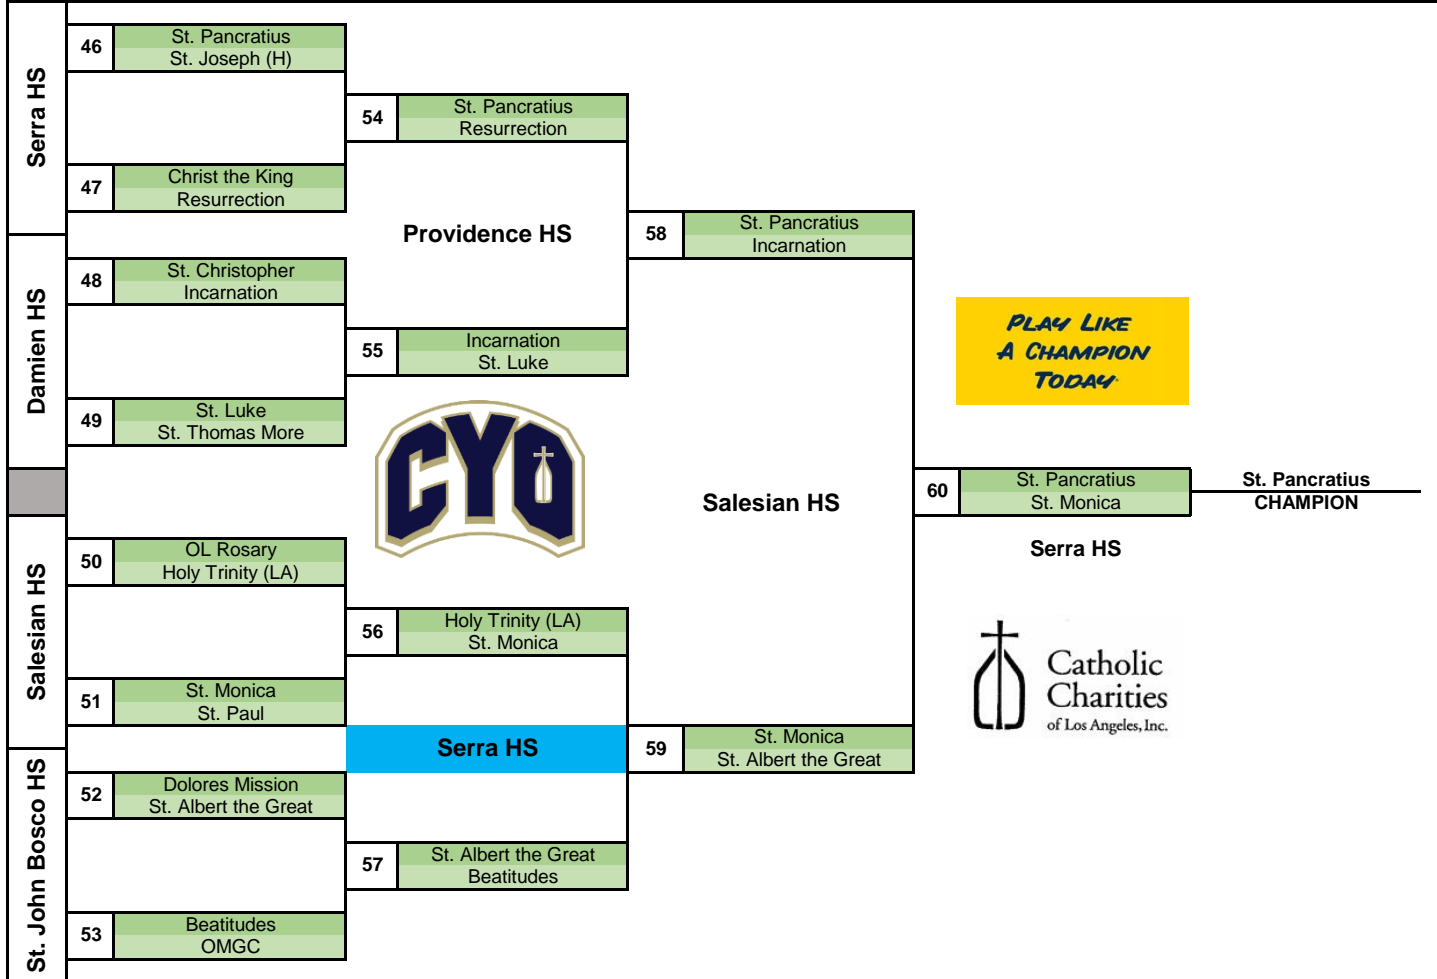 Serra HS
46
St. Pancratius
St. Joseph (H)
47
Christ the King
Resurrection
Damien HS
48
St. Christopher
Incarnation
49
St. Luke
St. Thomas More
Salesian HS
50
OL Rosary
Holy Trinity (LA)
51
St. Monica
St. Paul
St. John Bosco HS
52
Dolores Mission
St. Albert the Great
53
Beatitudes
OMGC
54
St. Pancratius
Resurrection
Providence HS
55
Incarnation
St. Luke
CYO
56
Holy Trinity (LA)
St. Monica
Serra HS
57
St. Albert the Great
Beatitudes
58
St. Pancratius
Incarnation
Salesian HS
59
St. Monica
St. Albert the Great
PLAY LIKE
A CHAMPION
TODAY
60
St. Pancratius
St. Monica
Serra HS
St. Pancratius
CHAMPION
Catholic
Charities
of Los Angeles, Inc.